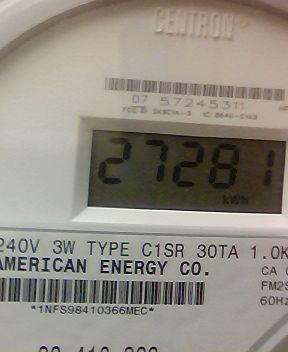 CENTRON
07 57245311
27281
kWh
240V 3W TYPE C1SR 30TA 1.0K
AMERICAN ENERGY CO.
CA
FM2S
60Hz
*1NFS98410366MEC*